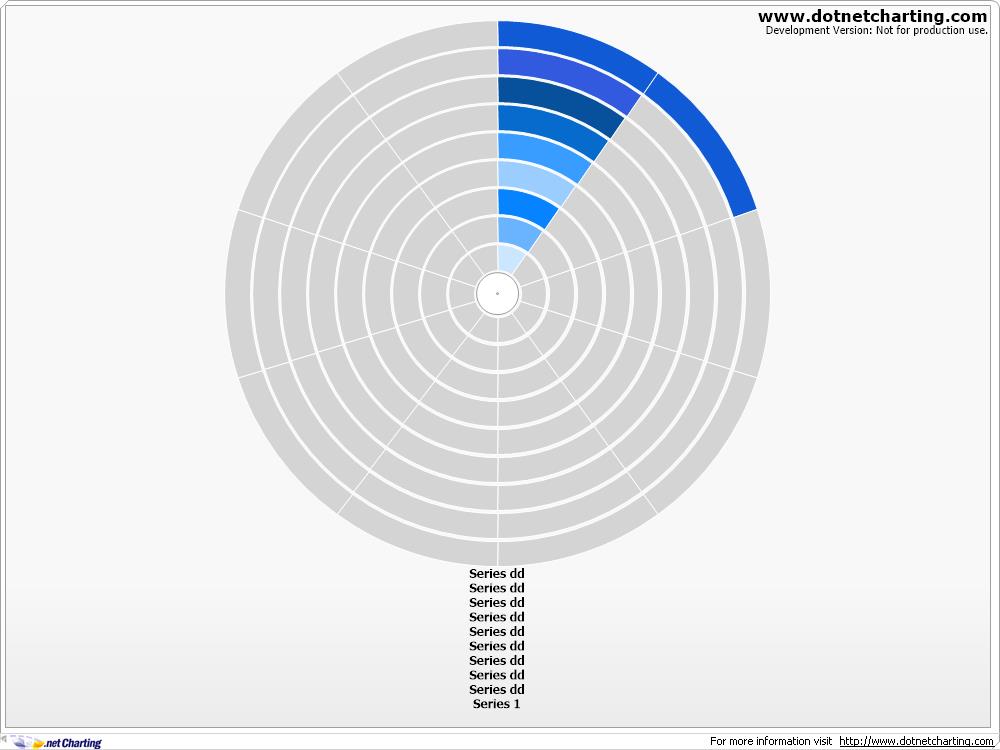 www.dotnetcharting.com
Development Version: Not for production use.
Series dd
Series dd
Series dd
Series dd
Series dd
Series dd
Series dd
Series dd
Series dd
Series 1
.net Charting
For more information visit http://www.dotnetcharting.com